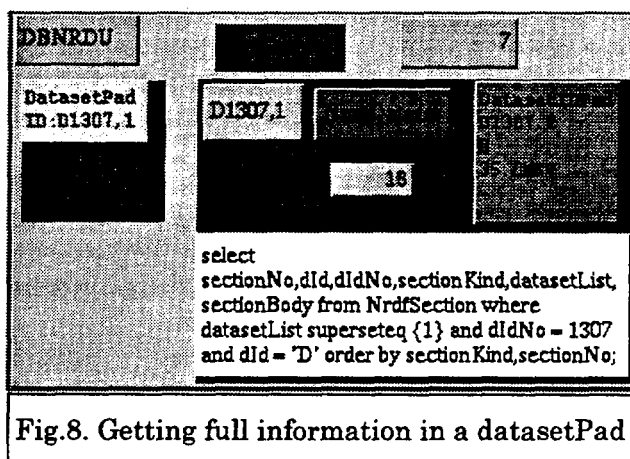 DBNRDU
7
DatasetPad
ID:D1307,1
D1307,1
18
select
sectionNo,dId,dIdNo,sectionKind,datasetList,
sectionBody from NrdfSection where
datasetList superseteq {1} and dIdNo = 1307
and dId = 'D' order by sectionKind,sectionNo;
Fig.8. Getting full information in a datasetPad